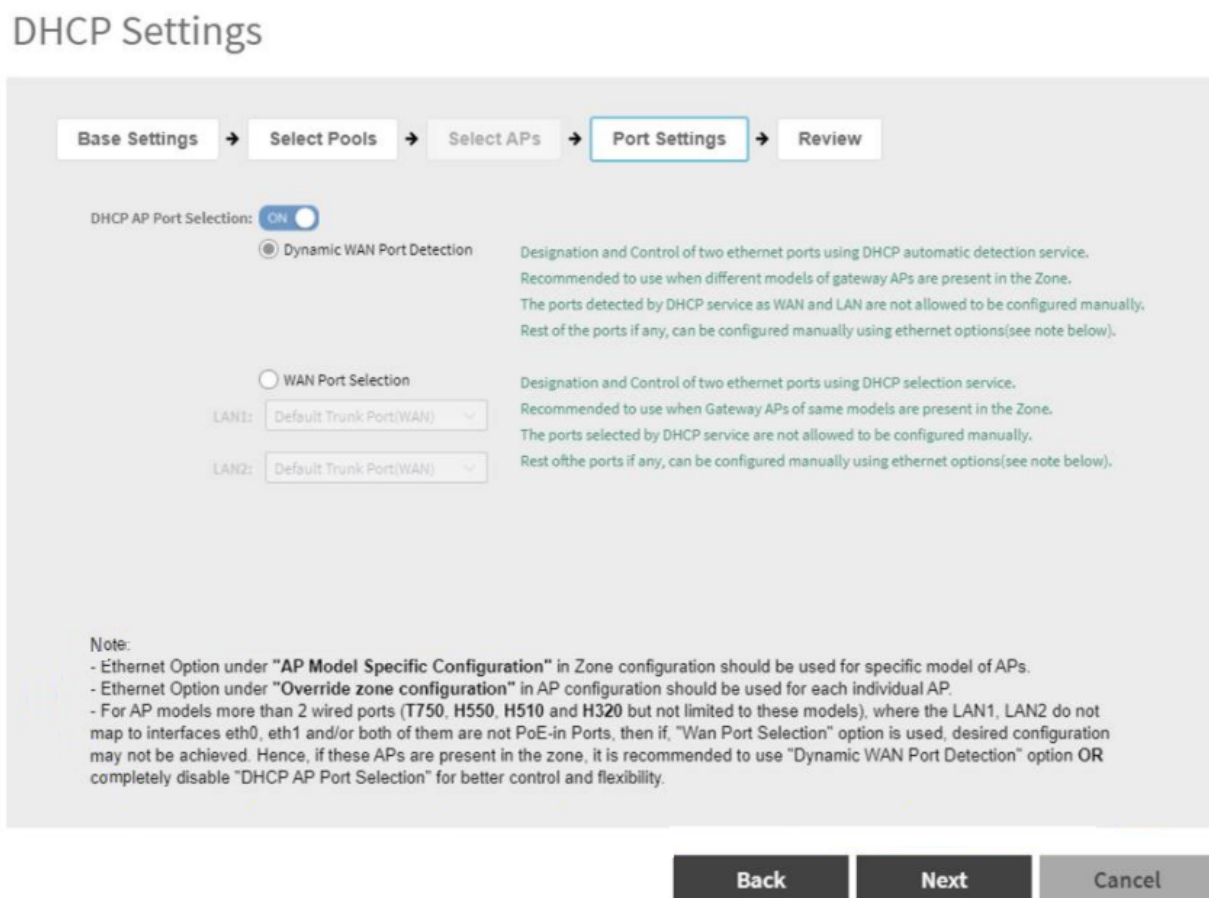 DHCP Settings
Base Settings → Select Pools → Select APs → Port Settings → Review
DHCP AP Port Selection: ON
Dynamic WAN Port Detection
Designation and Control of two ethernet ports using DHCP automatic detection service.
Recommended to use when different models of gateway APs are present in the Zone.
The ports detected by DHCP service as WAN and LAN are not allowed to be configured manually.
Rest of the ports if any, can be configured manually using ethernet options(see note below).
WAN Port Selection
LAN1: Default Trunk Port(WAN)
LAN2: Default Trunk Port(WAN)
Designation and Control of two ethernet ports using DHCP selection service.
Recommended to use when Gateway APs of same models are present in the Zone.
The ports selected by DHCP service are not allowed to be configured manually.
Rest ofthe ports if any, can be configured manually using ethernet options(see note below).
Note:
- Ethernet Option under "AP Model Specific Configuration" in Zone configuration should be used for specific model of APs.
- Ethernet Option under "Override zone configuration" in AP configuration should be used for each individual AP.
- For AP models more than 2 wired ports (T750, H550, H510 and H320 but not limited to these models), where the LAN1, LAN2 do not
map to interfaces eth0, eth1 and/or both of them are not PoE-in Ports, then if, "Wan Port Selection" option is used, desired configuration
may not be achieved. Hence, if these APs are present in the zone, it is recommended to use "Dynamic WAN Port Detection" option OR
completely disable "DHCP AP Port Selection" for better control and flexibility.
Back
Next
Cancel